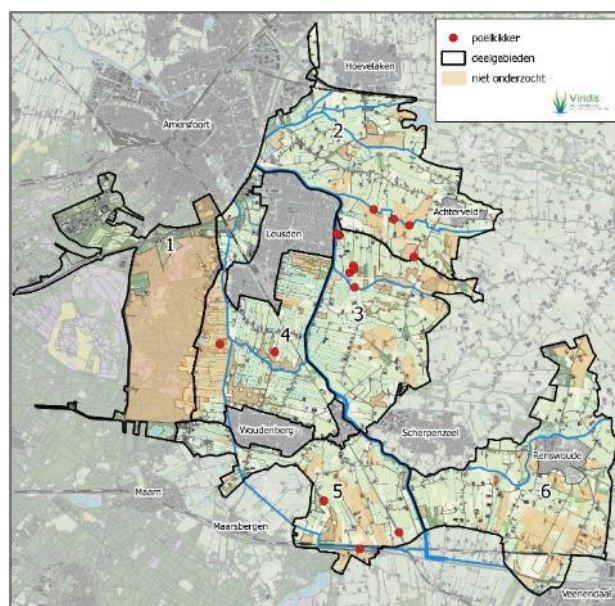 poelkikker
deelgebieden
niet onderzocht
Viridis
Hoevelaken
Amersfoort
2
Achterveld
Leusden
1
3
4
Woudenberg
Scherpenzeel
Renswoude
5
6
Maarn
Maarsbergen
Veenendaal